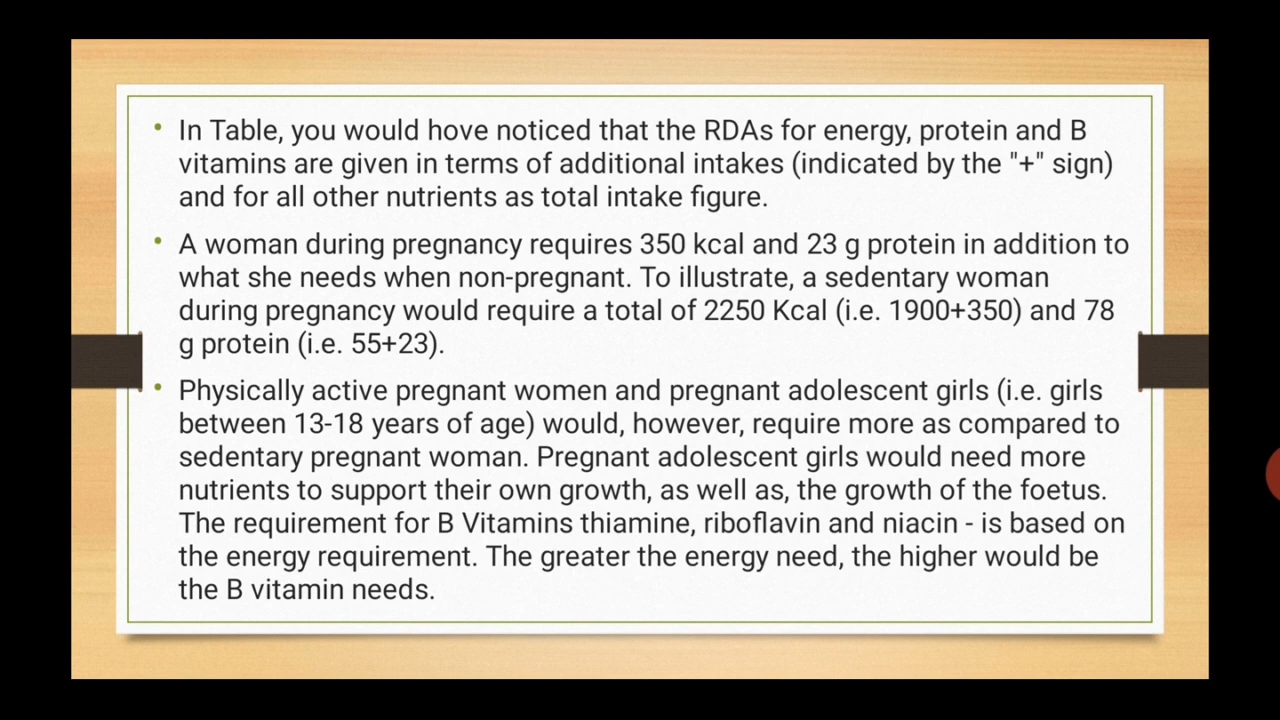 • In Table, you would hove noticed that the RDAs for energy, protein and B
vitamins are given in terms of additional intakes (indicated by the "+" sign)
and for all other nutrients as total intake figure.
• A woman during pregnancy requires 350 kcal and 23 g protein in addition to
what she needs when non-pregnant. To illustrate, a sedentary woman
during pregnancy would require a total of 2250 Kcal (i.e. 1900+350) and 78
g protein (i.e. 55+23).
• Physically active pregnant women and pregnant adolescent girls (i.e. girls
between 13-18 years of age) would, however, require more as compared to
sedentary pregnant woman. Pregnant adolescent girls would need more
nutrients to support their own growth, as well as, the growth of the foetus.
The requirement for B Vitamins thiamine, riboflavin and niacin - is based on
the energy requirement. The greater the energy need, the higher would be
the B vitamin needs.